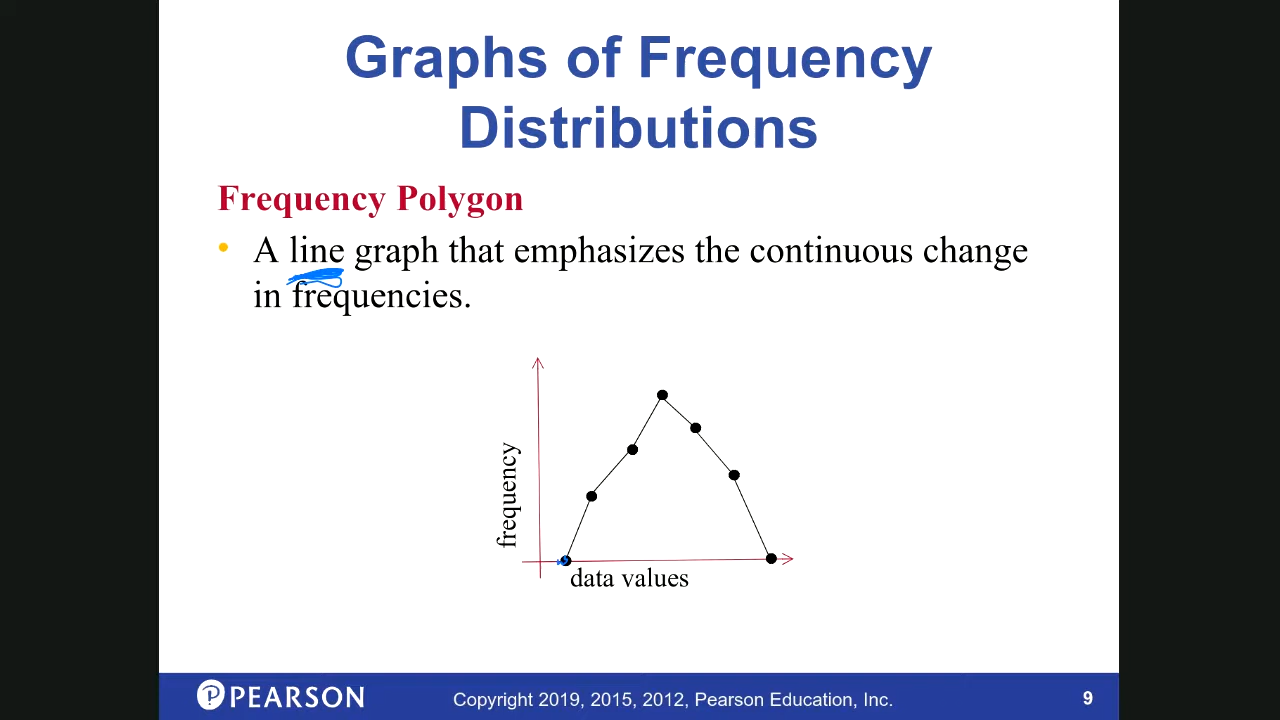 Graphs of Frequency
Distributions
Frequency Polygon
• A line graph that emphasizes the continuous change
in frequencies.
frequency
data values
PEARSON
Copyright 2019, 2015, 2012, Pearson Education, Inc.
9